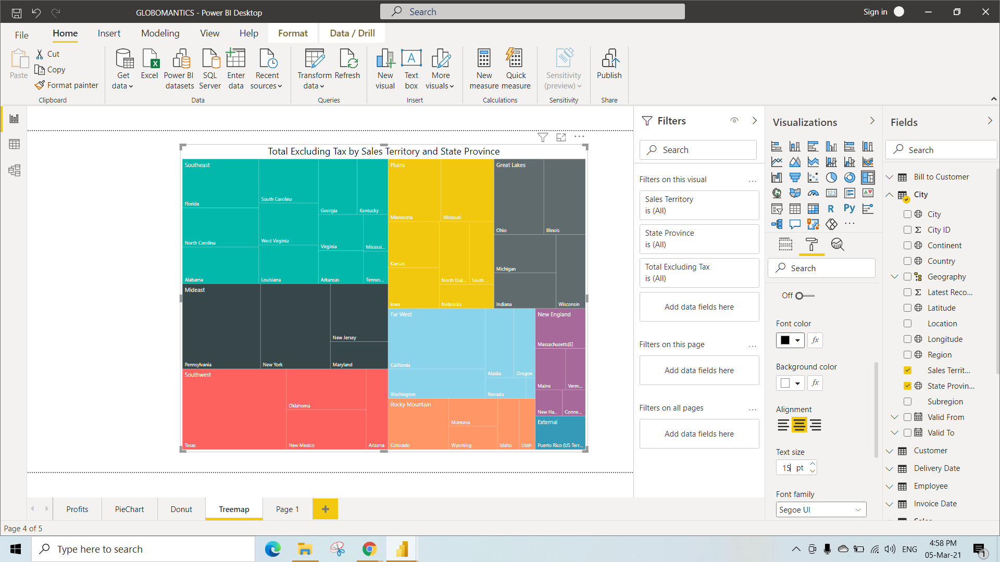 GLOBOMANTICS - Power BI Desktop
Search
Sign in
File
Home
Insert
Modeling
View
Help
Format
Data / Drill
Paste
Cut
Copy
Format painter
Clipboard
Get data
Excel
Power BI datasets
SQL Server
Enter data
Recent sources
Data
Transform data
Refresh
Queries
New visual
Text box
More visuals
Insert
New measure
Quick measure
Calculations
Sensitivity (preview)
Sensitivity
Publish
Share
Total Excluding Tax by Sales Territory and State Province
Southeast
Florida
North Carolina
Alabama
South Carolina
West Virginia
Louisiana
Georgia
Kentucky
Virginia
Mississi...
Arkansas
Tennes...
Mideast
Pennsylvania
New York
New Jersey
Maryland
Southwest
Texas
Oklahoma
New Mexico
Arizona
Plains
Minnesota
Missouri
Kansas
Iowa
North Dak...
South ...
Nebraska
Great Lakes
Ohio
Illinois
Michigan
Indiana
Wisconsin
Far West
California
Washington
Alaska
Oregon
Nevada
New England
Massachusetts[E]
Maine
Verm...
New Ha...
Conne...
Rocky Mountain
Colorado
Montana
Wyoming
Idaho
Utah
External
Puerto Rico (US Terr...
Filters
Search
Filters on this visual
...
Sales Territory
is (All)
State Province
is (All)
Total Excluding Tax
is (All)
Add data fields here
Filters on this page
...
Add data fields here
Filters on all pages
...
Add data fields here
Visualizations
123
R
Py
...
Search
Off
Font color
fx
Background color
fx
Alignment
Text size
15 pt
Font family
Segoe UI
Fields
Search
Bill to Customer
City
City
City ID
Continent
Country
Geography
Latest Reco...
Latitude
Location
Longitude
Region
Sales Territ...
State Provin...
Subregion
Valid From
Valid To
Customer
Delivery Date
Employee
Invoice Date
Sales
Profits
PieChart
Donut
Treemap
Page 1
+
Page 4 of 5
Type here to search
ENG
4:58 PM
05-Mar-21
1